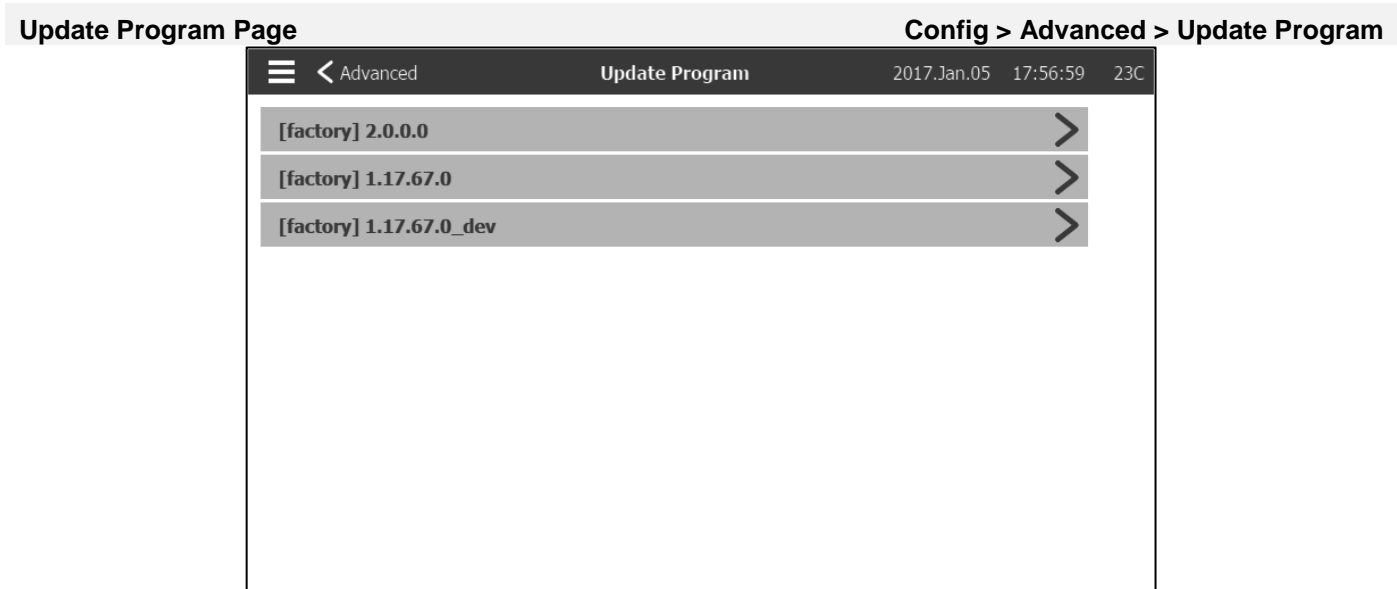 Update Program Page Config > Advanced > Update Program
Advanced Update Program 2017.Jan.05 17:56:59 23C
[factory] 2.0.0.0
[factory] 1.17.67.0
[factory] 1.17.67.0_dev